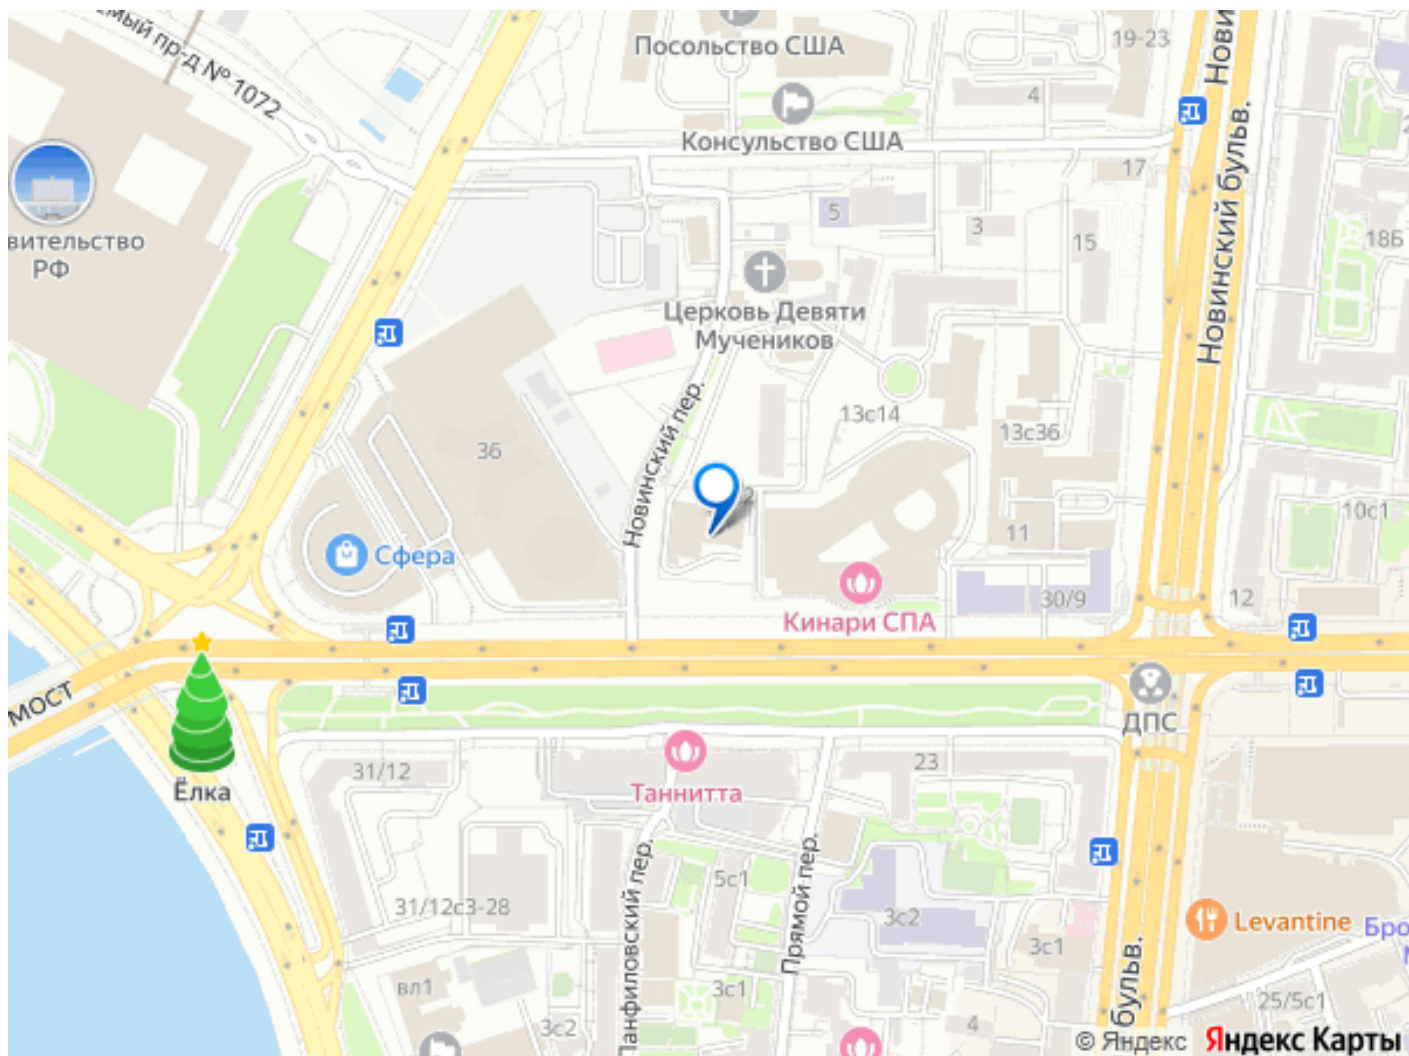 Посольство США
19-23
Нови
емый пр-д № 1072
4
Консульство США
17
Новинский бульв.
5
3
15
18Б
вительство
РФ
Церковь Девяти
Мучеников
Новинский пер.
13с14
13с36
36
2
10с1
11
Сфера
30/9
12
Кинари СПА
мост
ДПС
Ёлка
31/12
Таннитта
23
Панфиловский пер.
Прямой пер.
5с1
31/12с3-28
3с2
3с1
Levantine
Бро
бульв.
вл1
3с1
3с2
4
25/5с1
© Яндекс Яндекс Карты